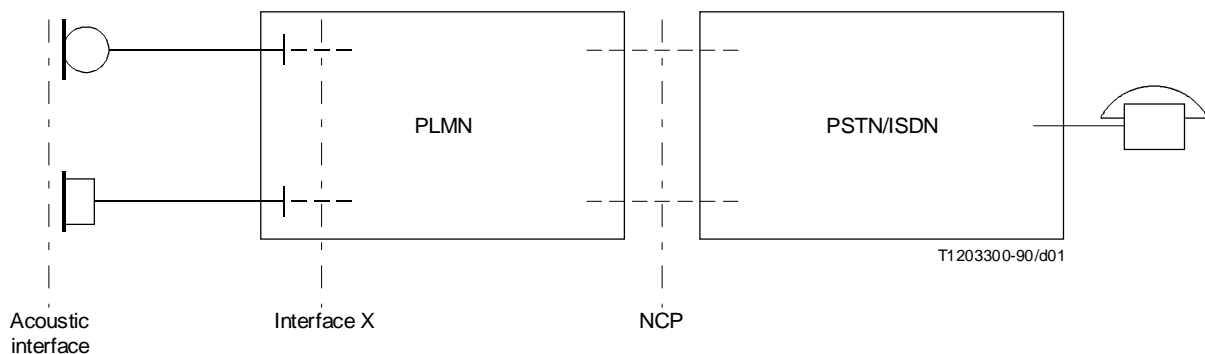 PLMN
PSTN/ISDN
T1203300-90/d01
Acoustic
interface
Interface X
NCP